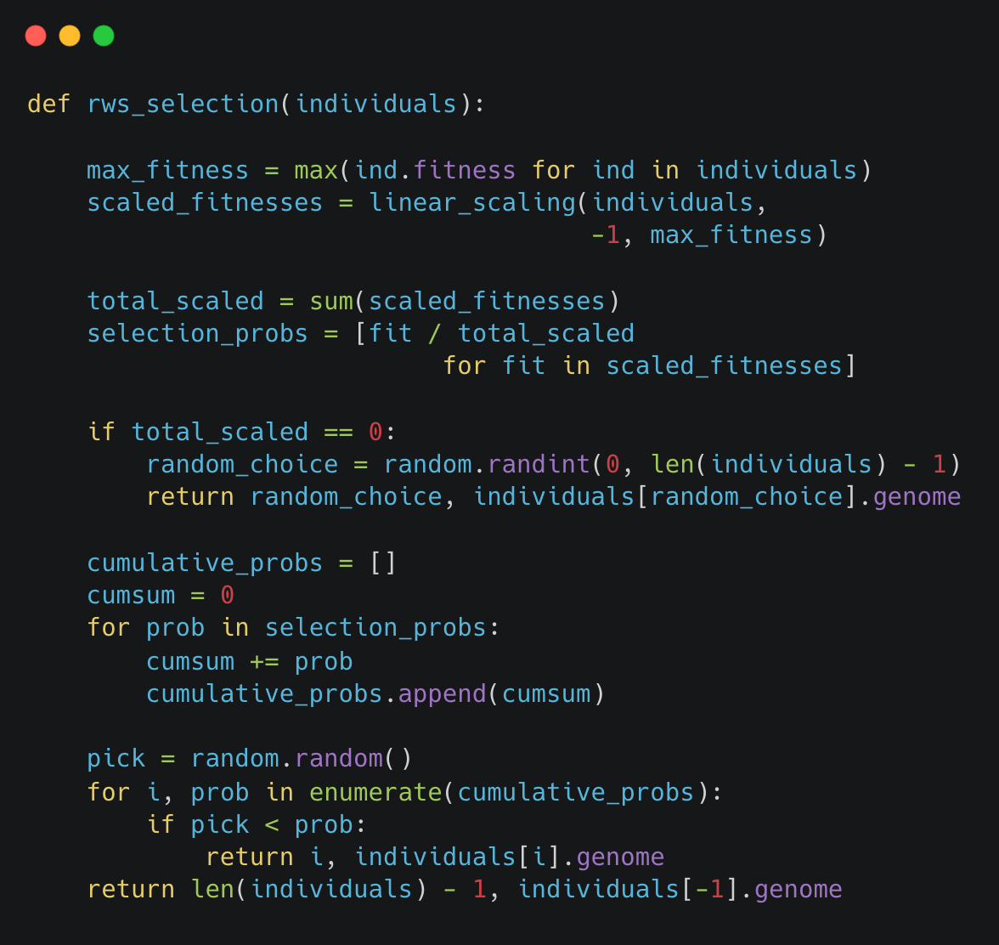 def rws_selection(individuals):
    max_fitness = max(ind.fitness for ind in individuals)
    scaled_fitnesses = linear_scaling(individuals,
                                      -1, max_fitness)
    total_scaled = sum(scaled_fitnesses)
    selection_probs = [fit / total_scaled
                            for fit in scaled_fitnesses]
    if total_scaled == 0:
        random_choice = random.randint(0, len(individuals) - 1)
        return random_choice, individuals[random_choice].genome
    cumulative_probs = []
    cumsum = 0
    for prob in selection_probs:
        cumsum += prob
        cumulative_probs.append(cumsum)
    pick = random.random()
    for i, prob in enumerate(cumulative_probs):
        if pick < prob:
            return i, individuals[i].genome
    return len(individuals) - 1, individuals[-1].genome